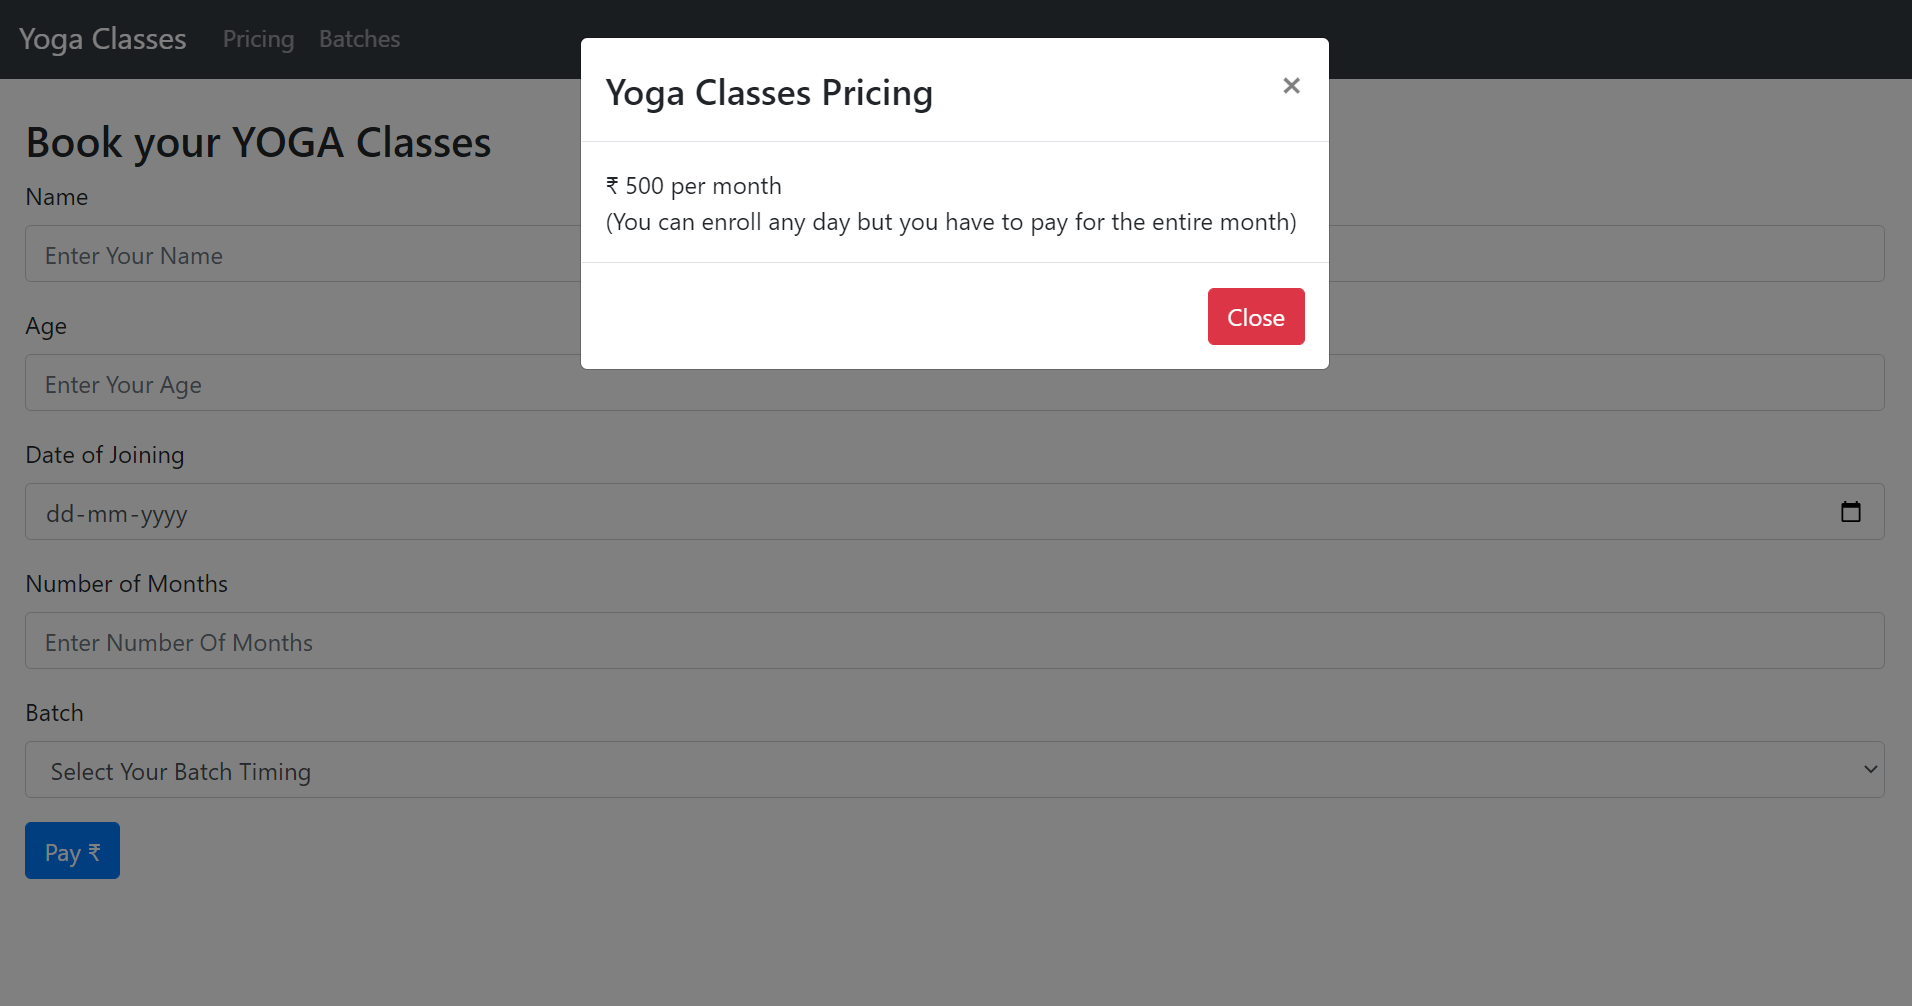 Yoga Classes Pricing Batches
Yoga Classes Pricing ×
₹ 500 per month
(You can enroll any day but you have to pay for the entire month)
Close
Book your YOGA Classes
Name
Enter Your Name
Age
Enter Your Age
Date of Joining
dd-mm-yyyy
Number of Months
Enter Number Of Months
Batch
Select Your Batch Timing
Pay ₹